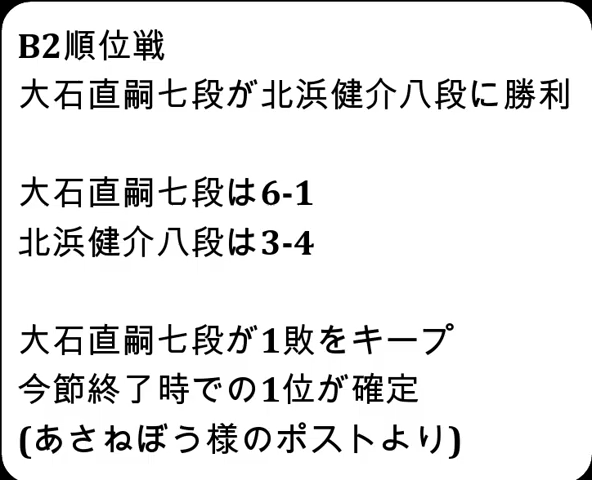 B2順位戦
大石直嗣七段が北浜健介八段に勝利
大石直嗣七段は6-1
北浜健介八段は3-4
大石直嗣七段が1敗をキープ
今節終了時での1位が確定
(あさねぼう様のポストより)